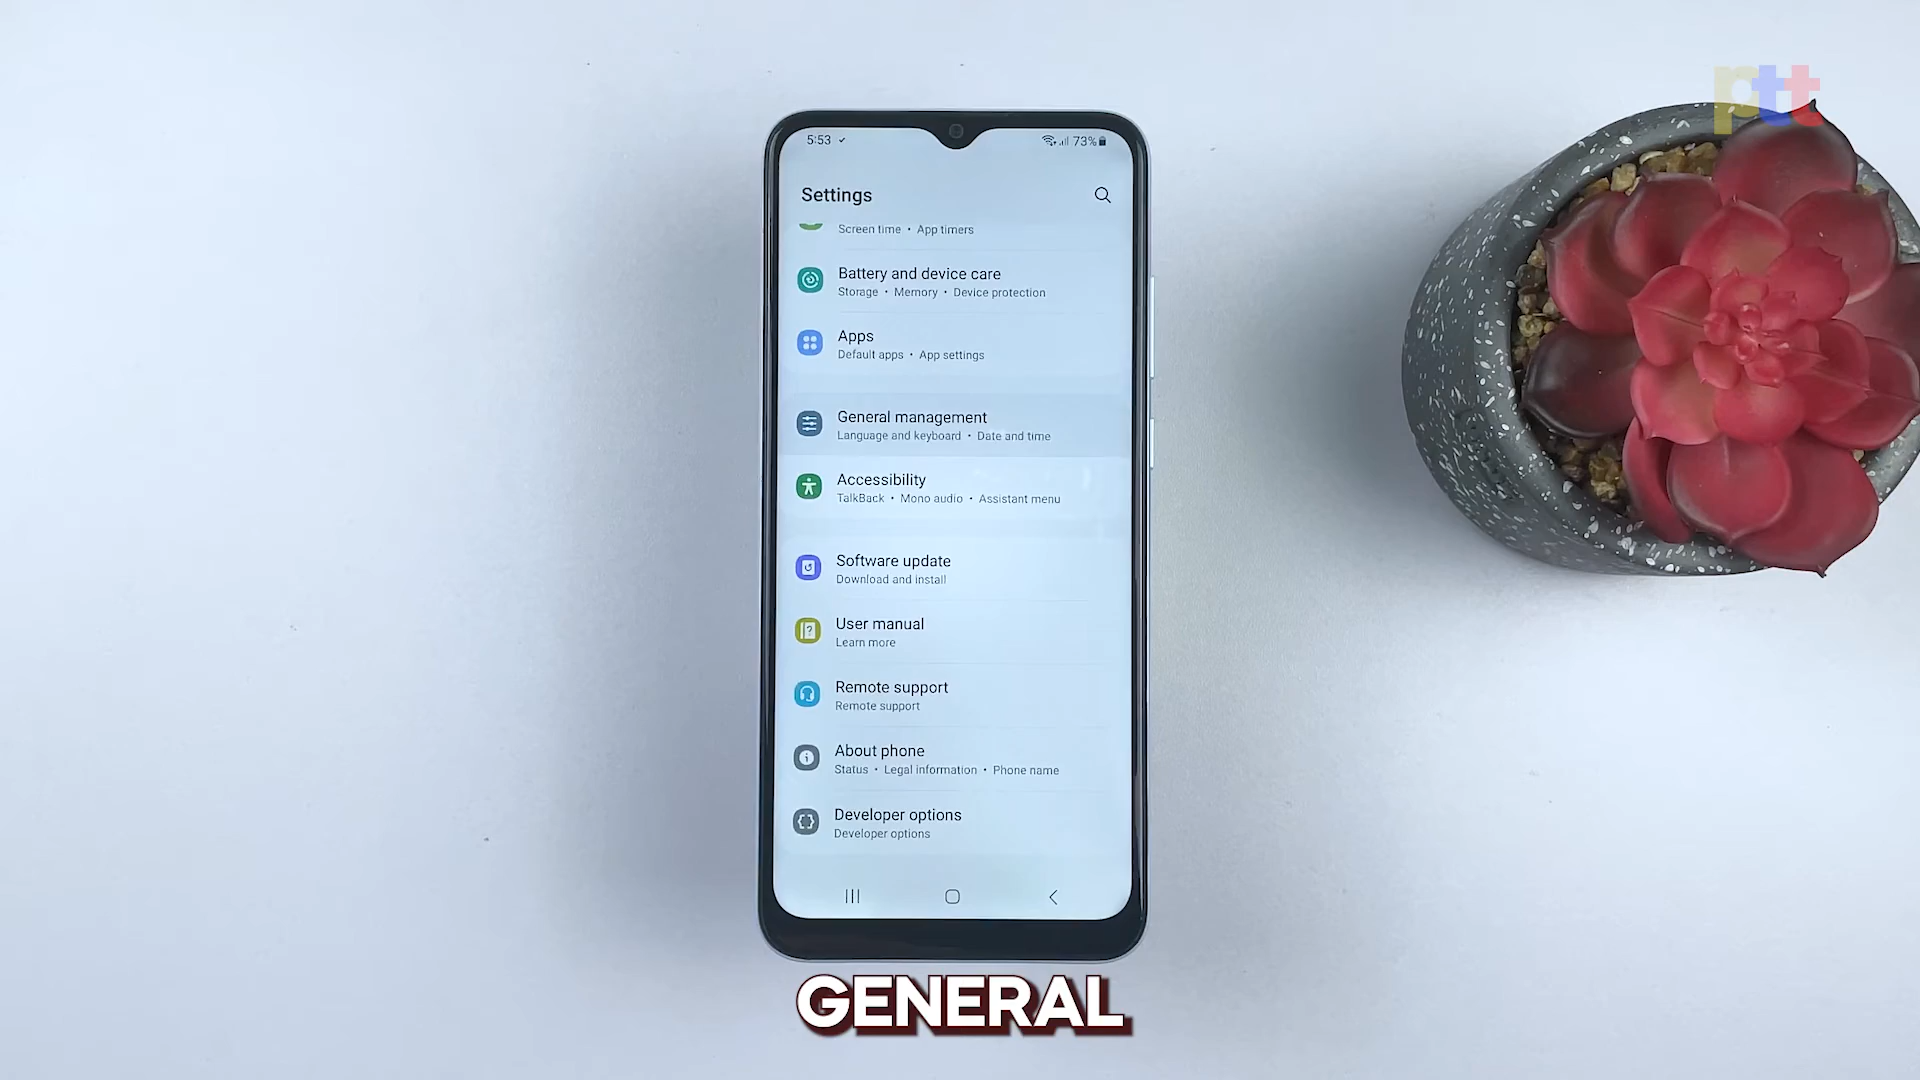 ptt
5:53
73%
Settings
Screen time • App timers
Battery and device care
Storage • Memory • Device protection
Apps
Default apps • App settings
General management
Language and keyboard • Date and time
Accessibility
TalkBack • Mono audio • Assistant menu
Software update
Download and install
User manual
Learn more
Remote support
Remote support
About phone
Status • Legal information • Phone name
Developer options
Developer options
GENERAL